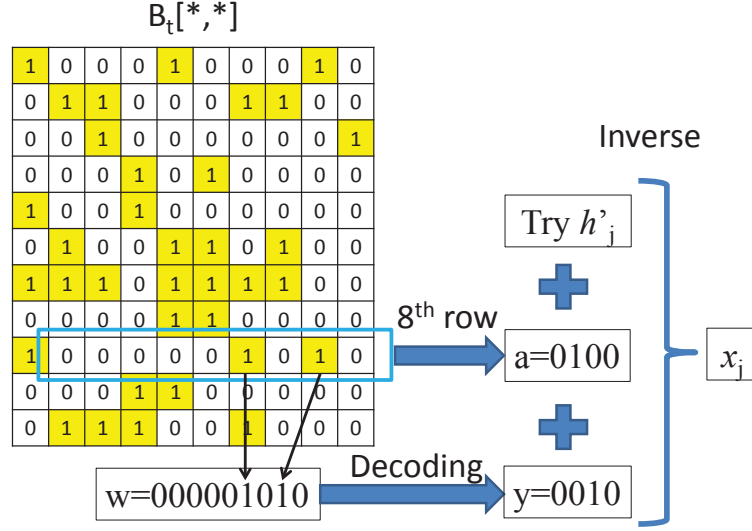 B_t[*,*]
1 0 0 0 1 0 0 0 1 0
0 1 1 0 0 0 1 1 0 0
0 0 1 0 0 0 0 0 0 1
0 0 0 1 0 1 0 0 0 0
1 0 0 1 0 0 0 0 0 0
0 1 0 0 1 1 0 1 0 0
1 1 1 0 1 1 1 1 0 0
0 0 0 0 1 1 0 0 0 0
1 0 0 0 0 0 1 0 1 0
0 0 0 1 1 0 0 0 0 0
0 1 1 1 0 0 1 0 0 0
Inverse
Try h'_j
8th row
a=0100
x_j
Decoding
w=000001010
y=0010